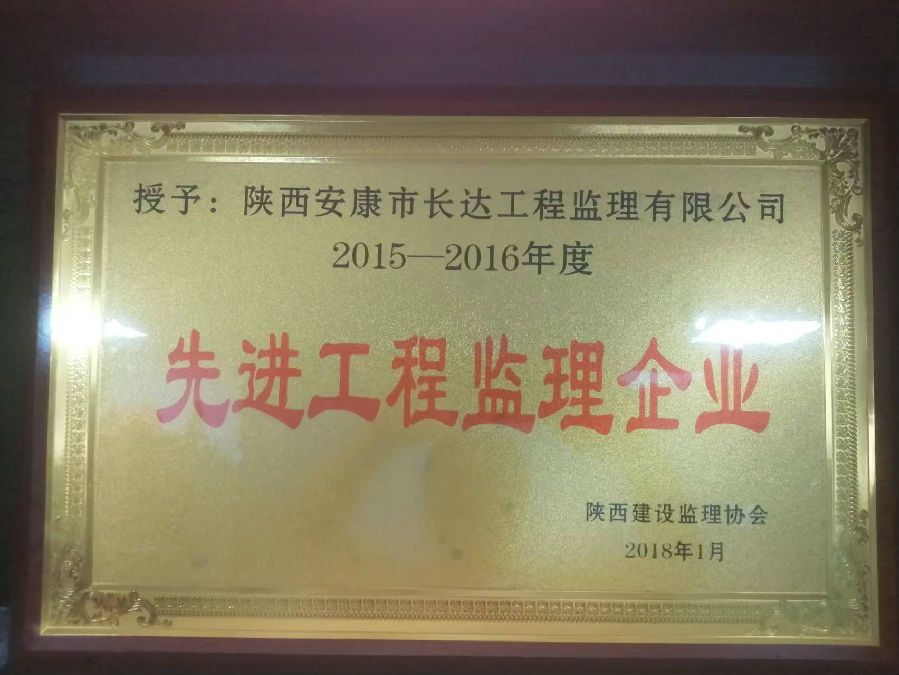 授予：陕西安康市长达工程监理有限公司
2015—2016年度
先进工程监理企业
陕西建设监理协会
2018年1月